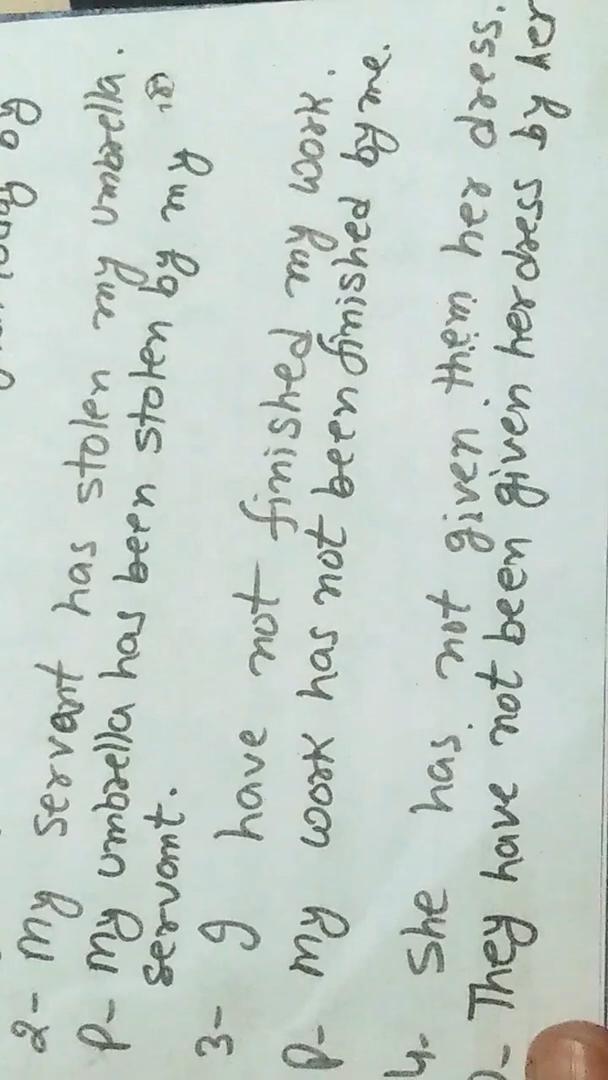 2- My servant has stolen my umbrella.
P- My umbrella has been stolen by my
servant.
3- I have not finished my work.
P- My work has not been finished by me.
4. She has not given them her dress.
- They have not been given her dress by her